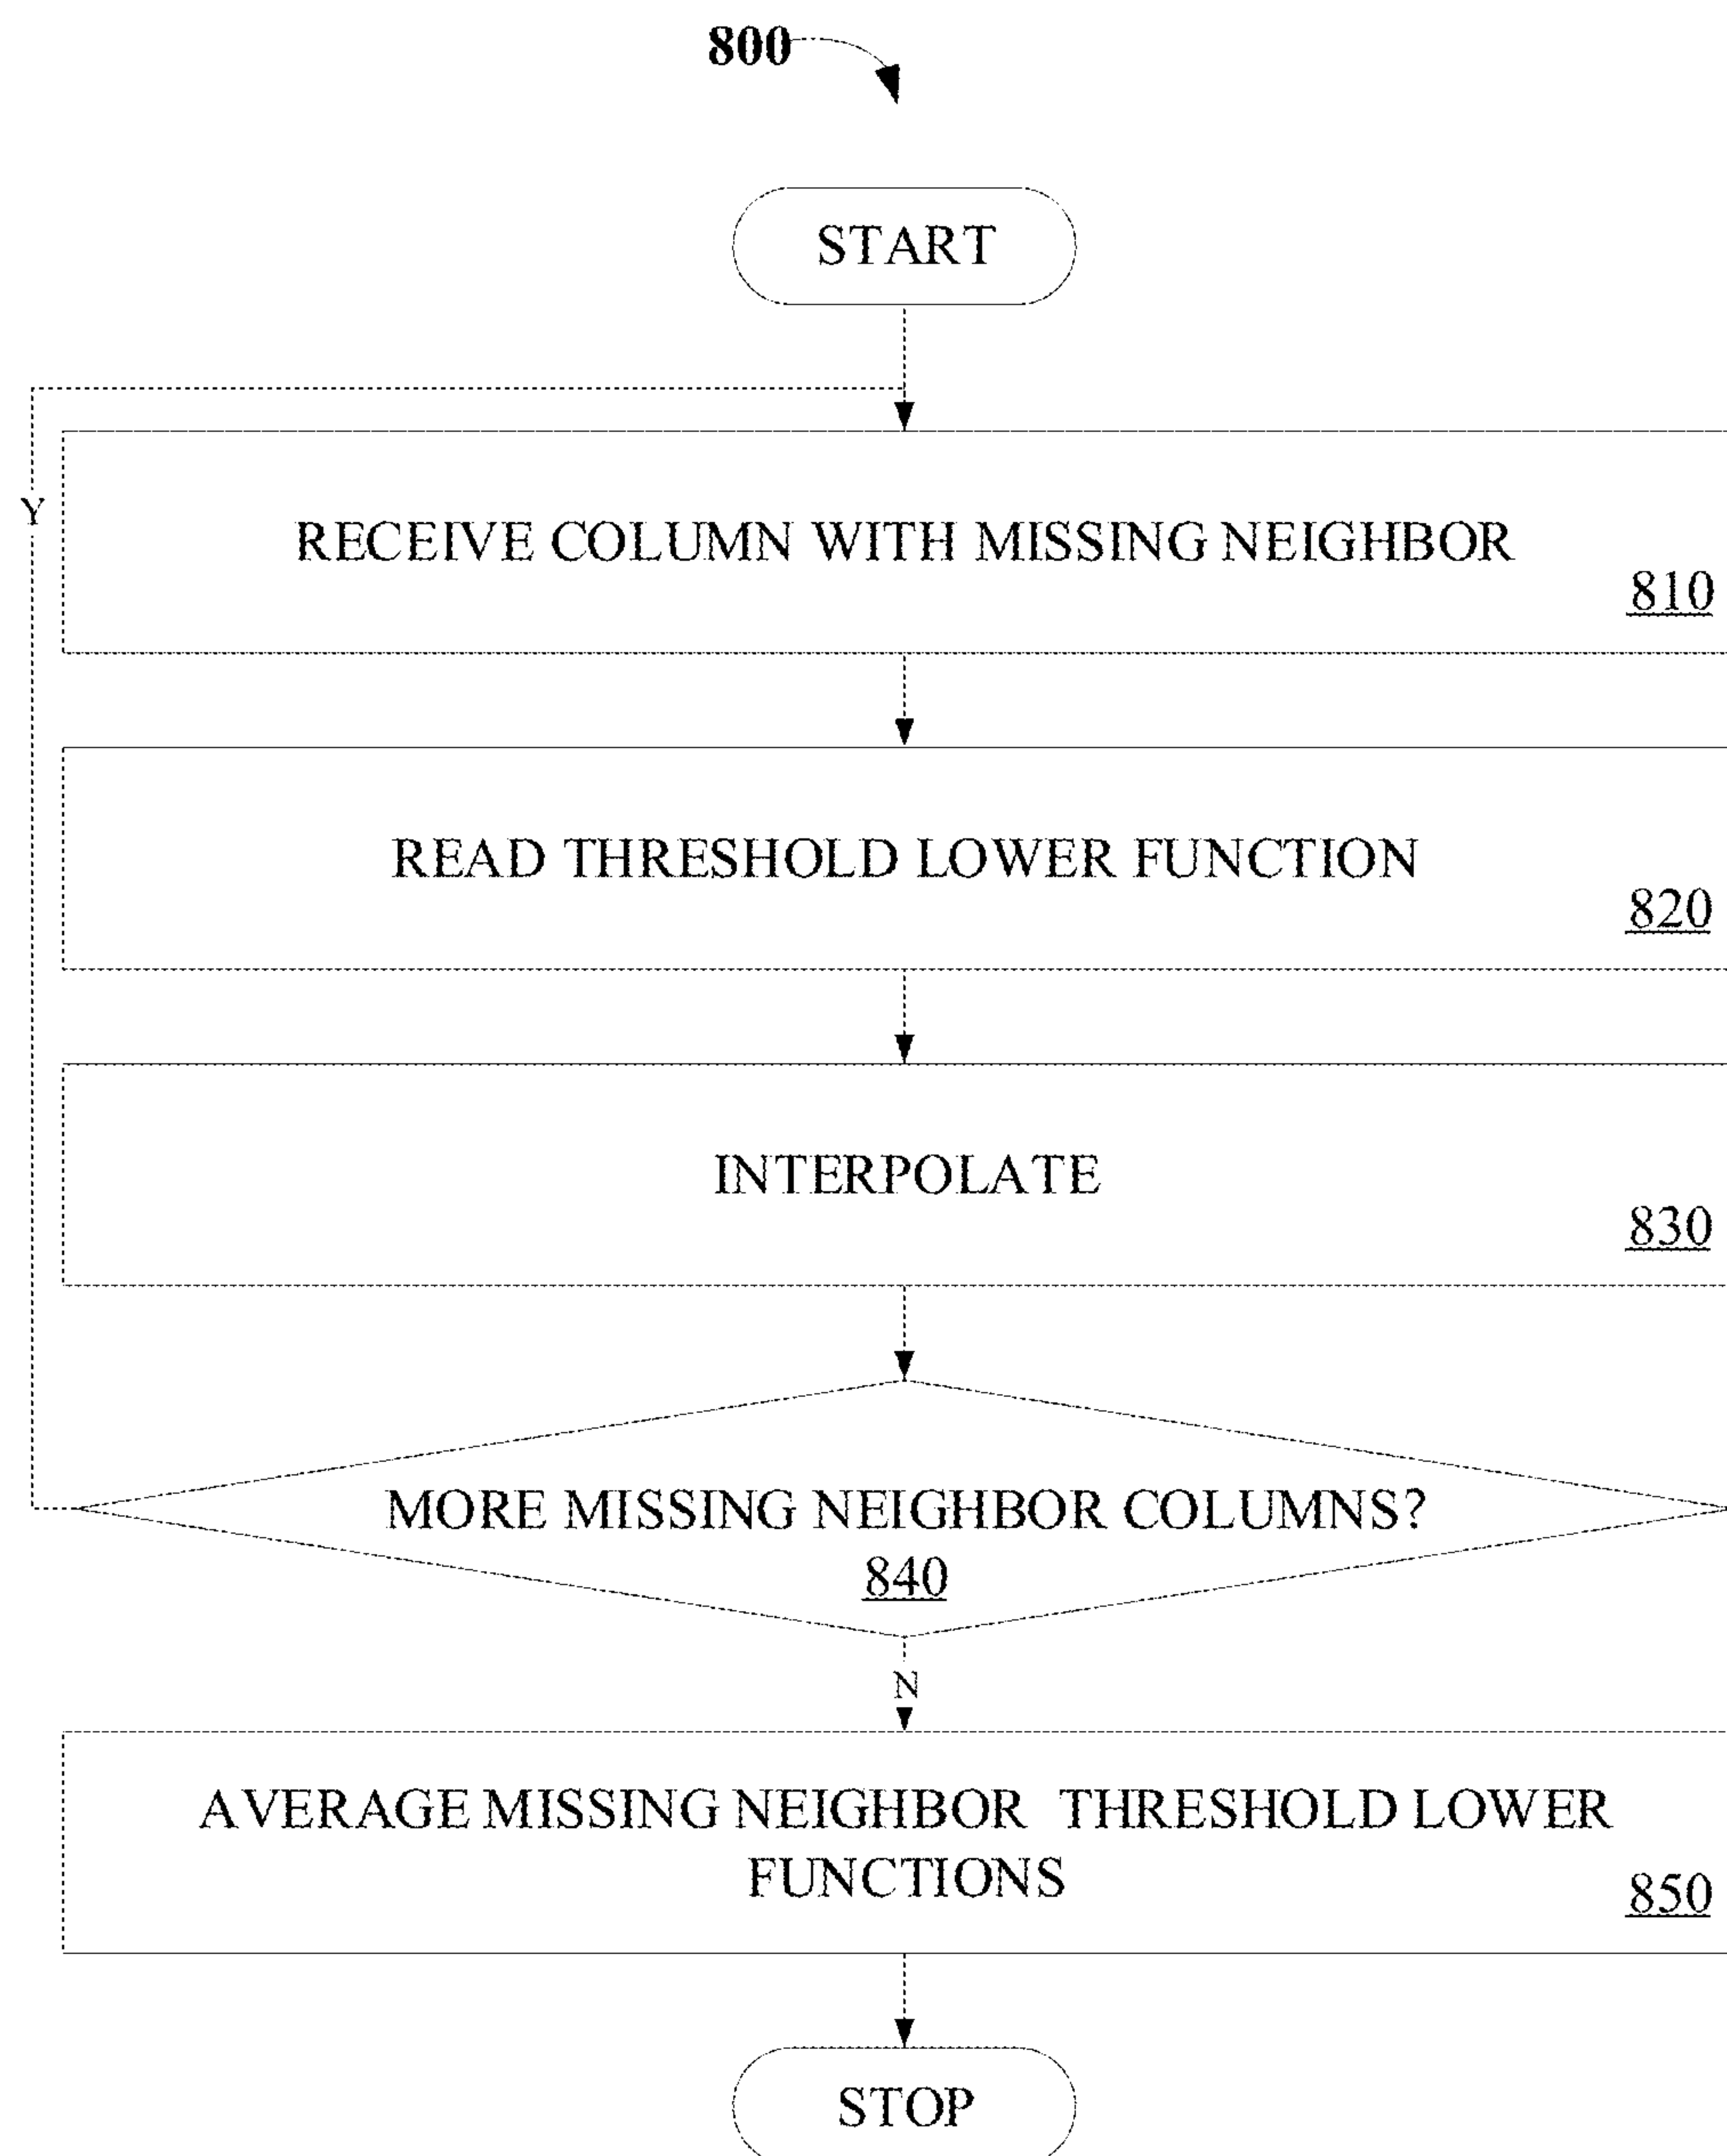 800
START
Y
RECEIVE COLUMN WITH MISSING NEIGHBOR
810
READ THRESHOLD LOWER FUNCTION
820
INTERPOLATE
830
MORE MISSING NEIGHBOR COLUMNS?
840
N
AVERAGE MISSING NEIGHBOR THRESHOLD LOWER
FUNCTIONS
850
STOP